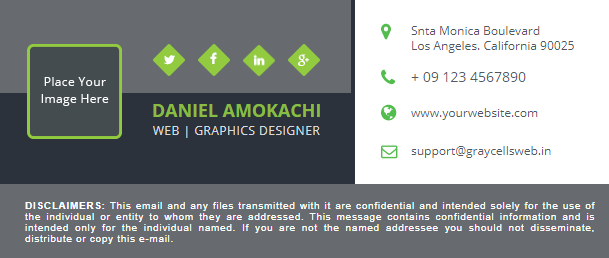 Place Your
Image Here
DANIEL AMOKACHI
WEB | GRAPHICS DESIGNER
Snta Monica Boulevard
Los Angeles. California 90025
+ 09 123 4567890
www.yourwebsite.com
support@graycellsweb.in
DISCLAIMERS: This email and any files transmitted with it are confidential and intended solely for the use of
the individual or entity to whom they are addressed. This message contains confidential information and is
intended only for the individual named. If you are not the named addressee you should not disseminate,
distribute or copy this e-mail.